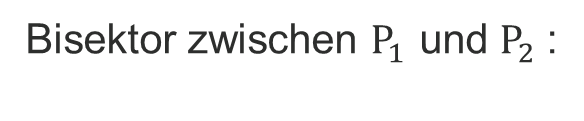 Bisektor zwischen P₁ und P₂ :